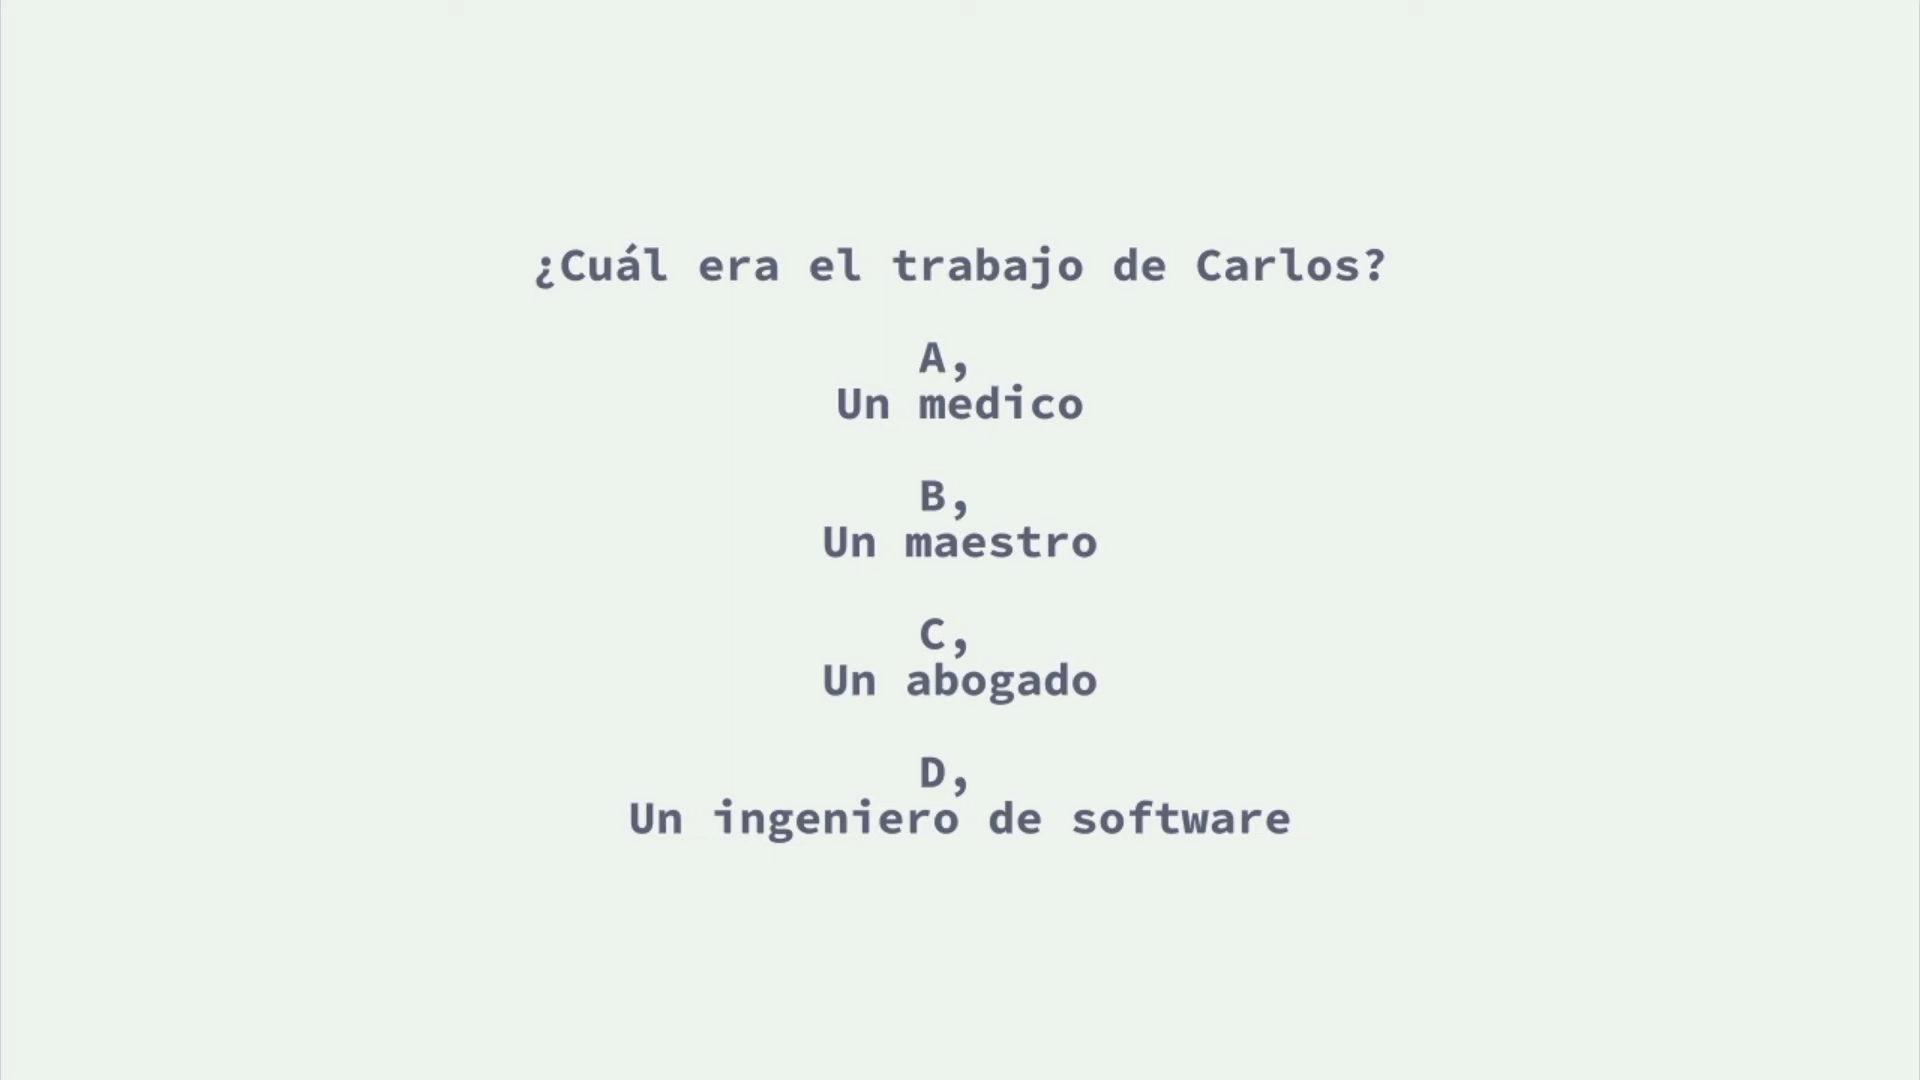 ¿Cuál era el trabajo de Carlos?
A,
Un medico
B,
Un maestro
C,
Un abogado
D,
Un ingeniero de software